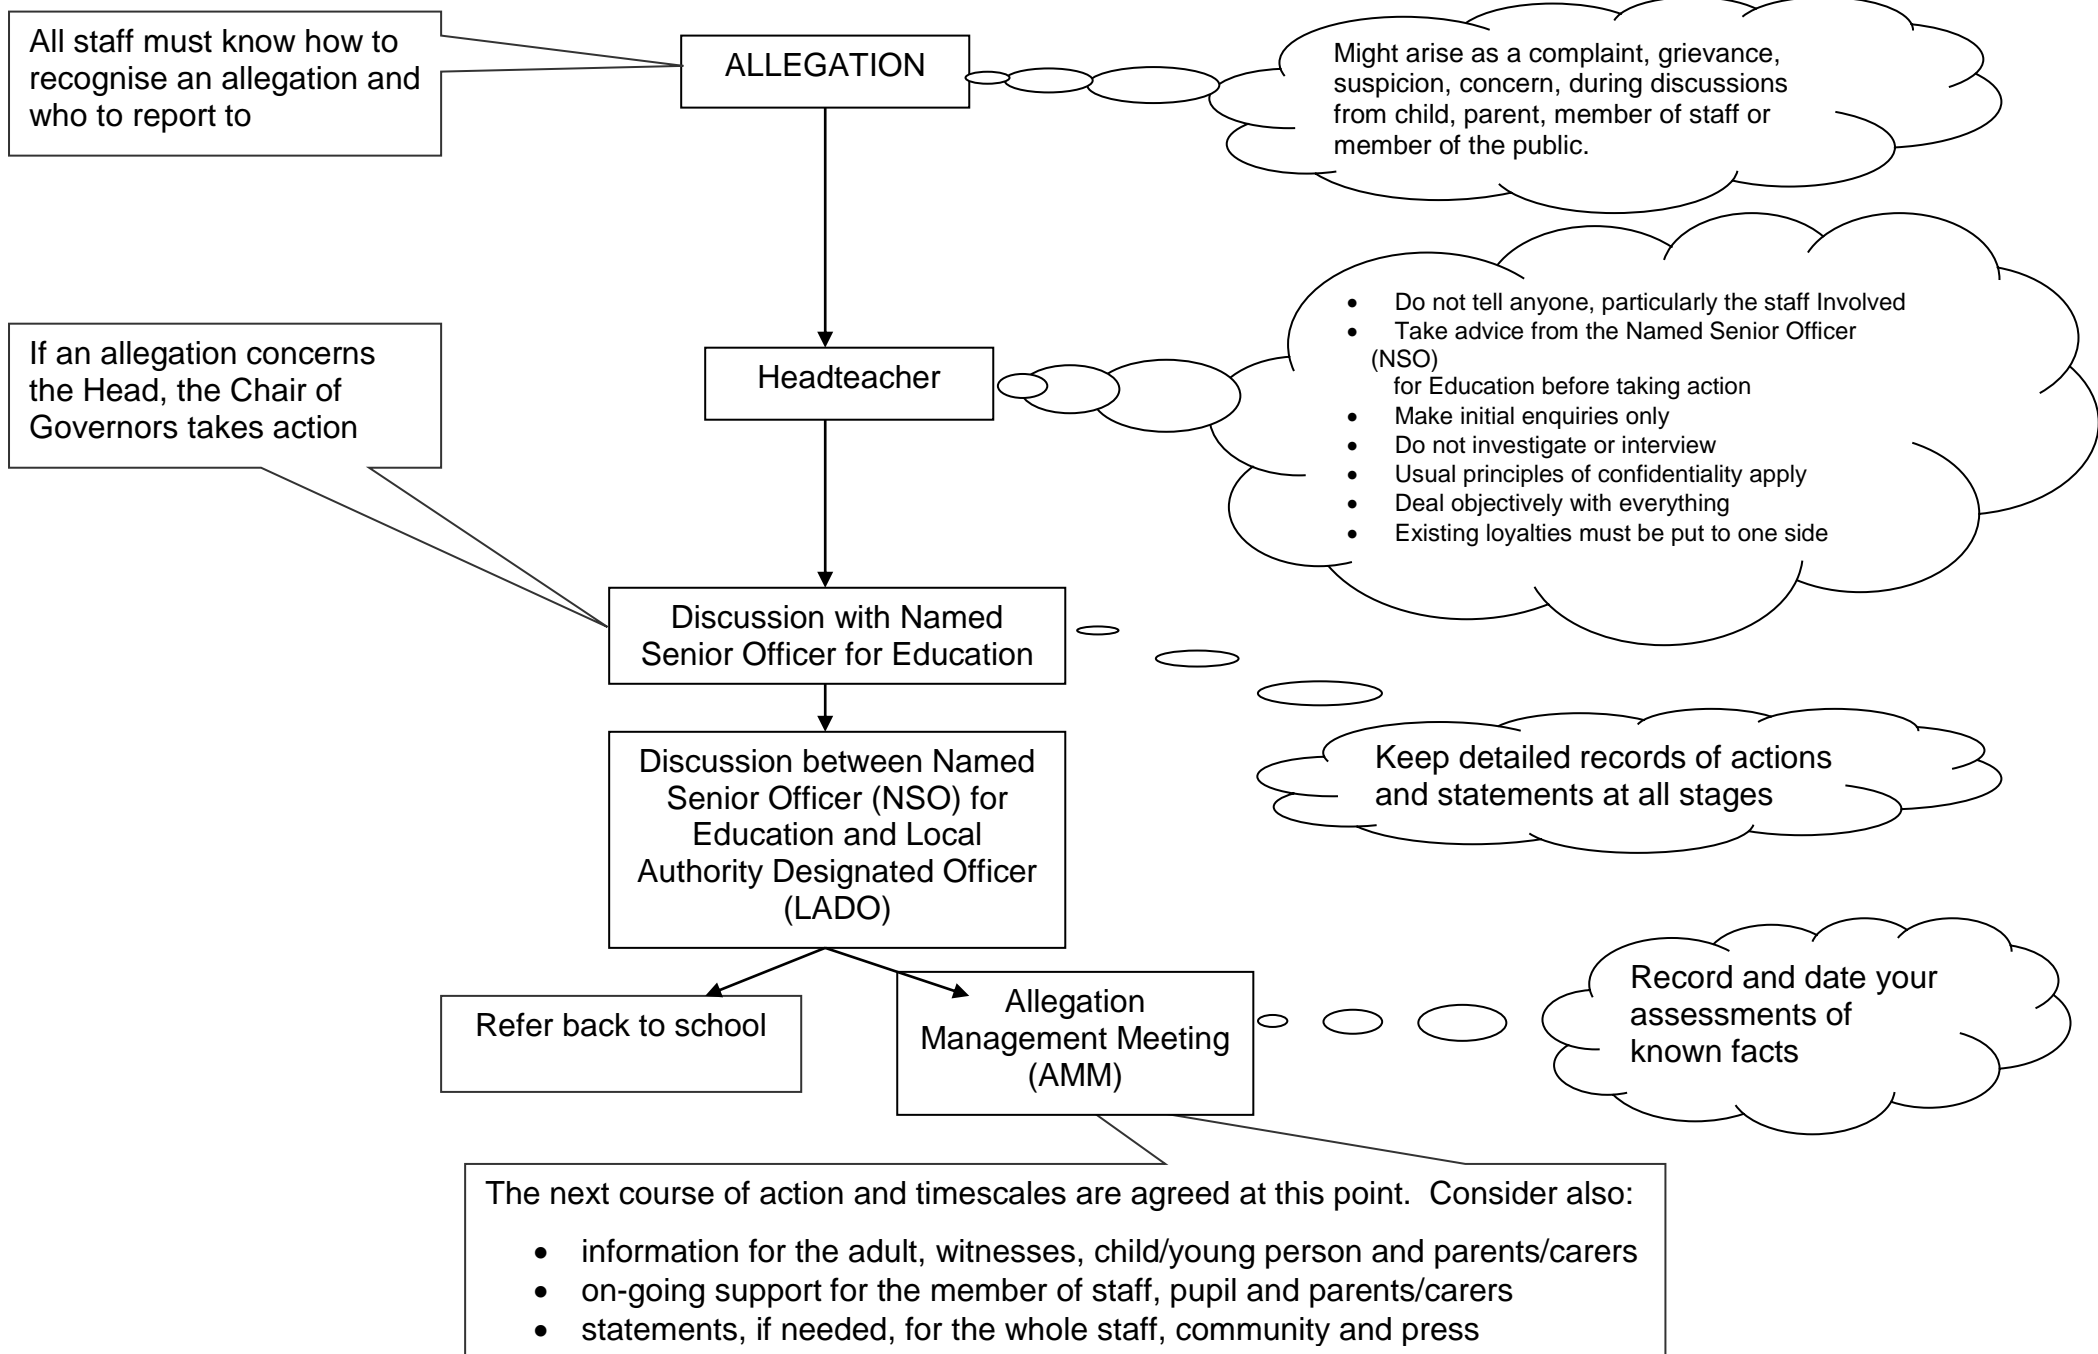 All staff must know how to
recognise an allegation and
who to report to
ALLEGATION
Might arise as a complaint, grievance,
suspicion, concern, during discussions
from child, parent, member of staff or
member of the public.
If an allegation concerns
the Head, the Chair of
Governors takes action
Headteacher
• Do not tell anyone, particularly the staff Involved
• Take advice from the Named Senior Officer
(NSO)
for Education before taking action
• Make initial enquiries only
• Do not investigate or interview
• Usual principles of confidentiality apply
• Deal objectively with everything
• Existing loyalties must be put to one side
Discussion with Named
Senior Officer for Education
Keep detailed records of actions
and statements at all stages
Discussion between Named
Senior Officer (NSO) for
Education and Local
Authority Designated Officer
(LADO)
Refer back to school
Allegation
Management Meeting
(AMM)
Record and date your
assessments of
known facts
The next course of action and timescales are agreed at this point.  Consider also:
• information for the adult, witnesses, child/young person and parents/carers
• on-going support for the member of staff, pupil and parents/carers
• statements, if needed, for the whole staff, community and press